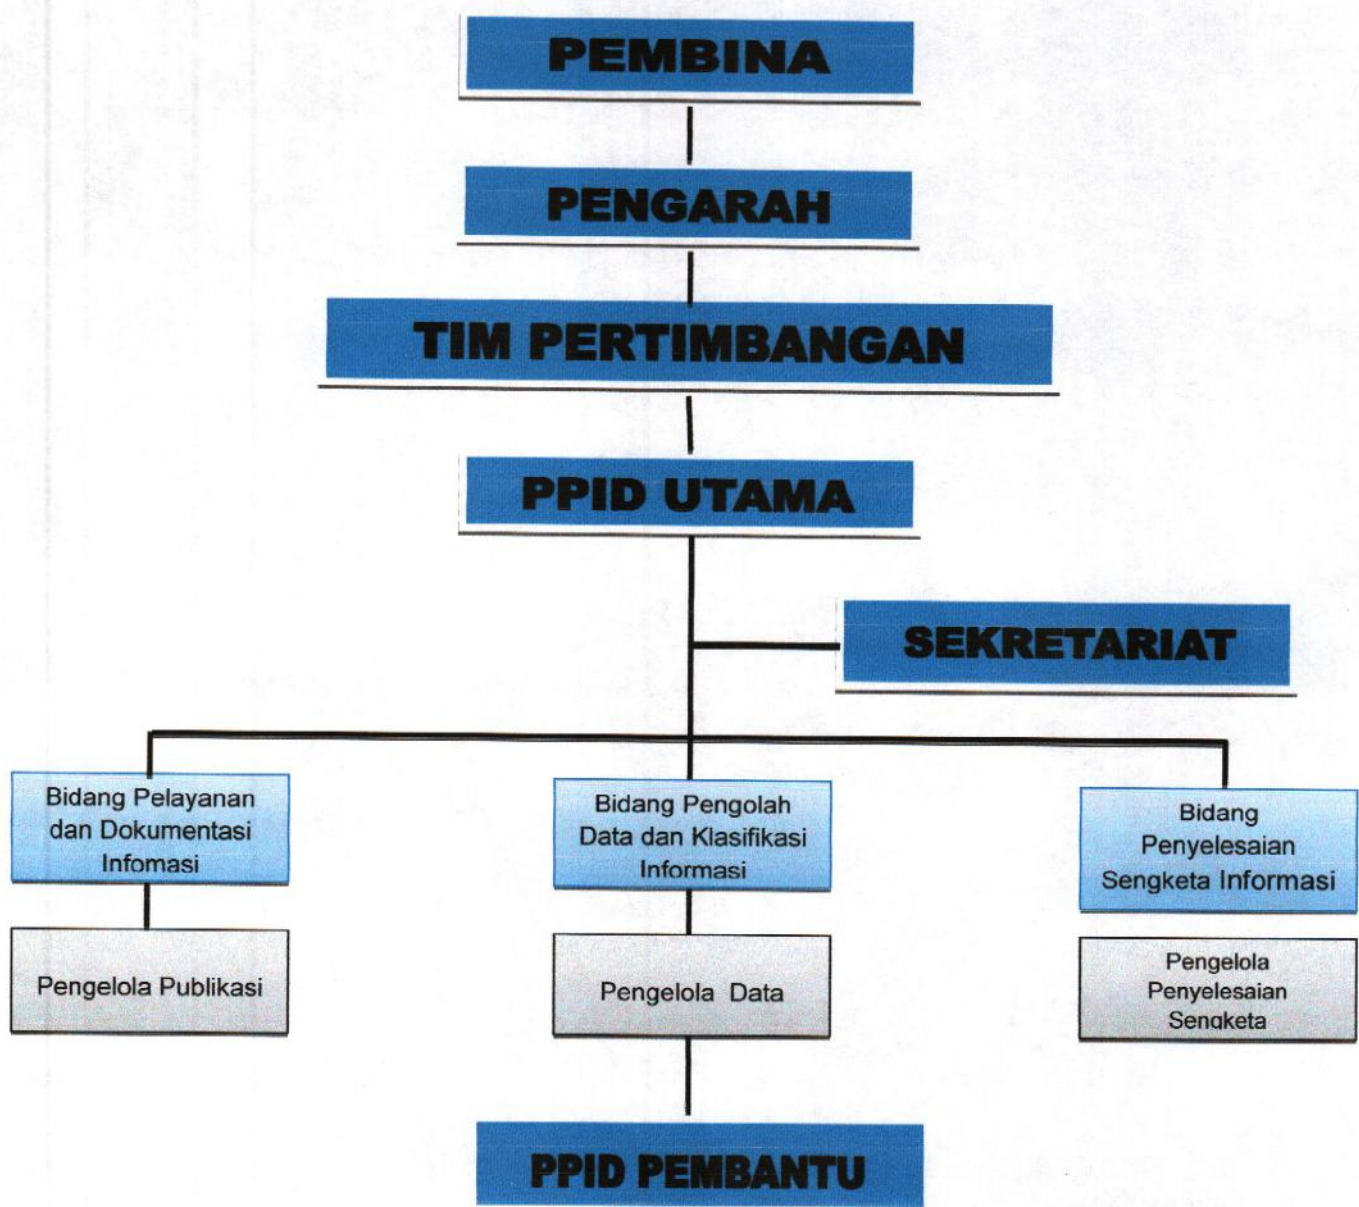 PEMBINA
PENGARAH
TIM PERTIMBANGAN
PPID UTAMA
SEKRETARIAT
Bidang Pelayanan
dan Dokumentasi
Infomasi
Bidang Pengolah
Data dan Klasifikasi
Informasi
Bidang
Penyelesaian
Sengketa Informasi
Pengelola Publikasi
Pengelola Data
Pengelola
Penyelesaian
Sengketa
PPID PEMBANTU